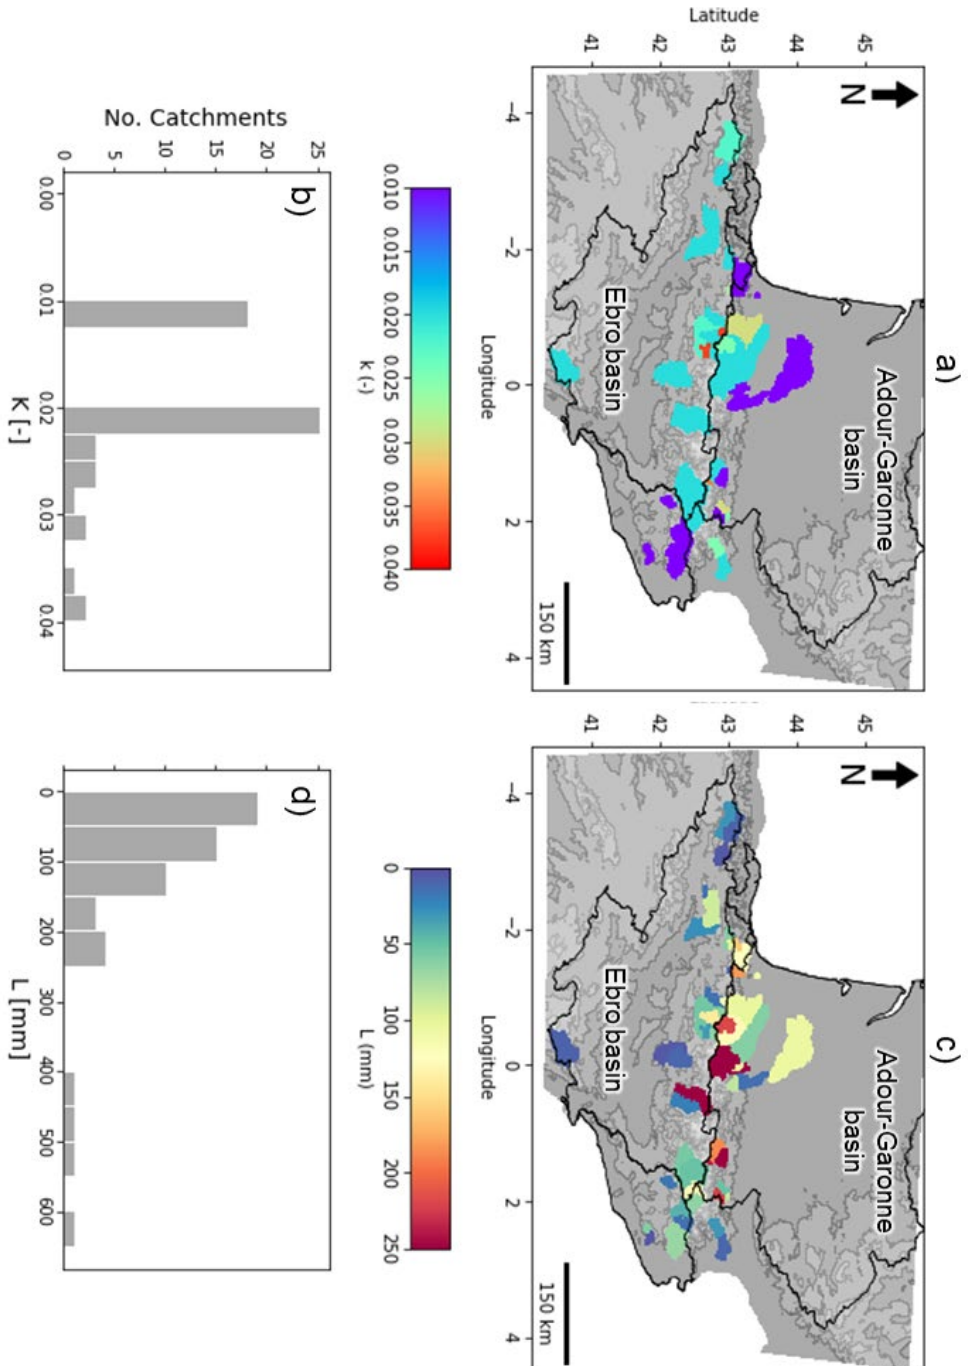 a)
Latitude
45
44
43
42
41
N
Adour-Garonne
basin
Ebro basin
150 km
−4
−2
0
2
4
Longitude
k (-)
0.010
0.015
0.020
0.025
0.030
0.035
0.040
b)
No. Catchments
25
20
15
10
5
0
0.00
0.01
0.02
0.03
0.04
K [-]
c)
45
44
43
42
41
N
Adour-Garonne
basin
Ebro basin
150 km
−4
−2
0
2
4
Longitude
L (mm)
0
50
100
150
200
250
d)
0
100
200
300
400
500
600
L [mm]